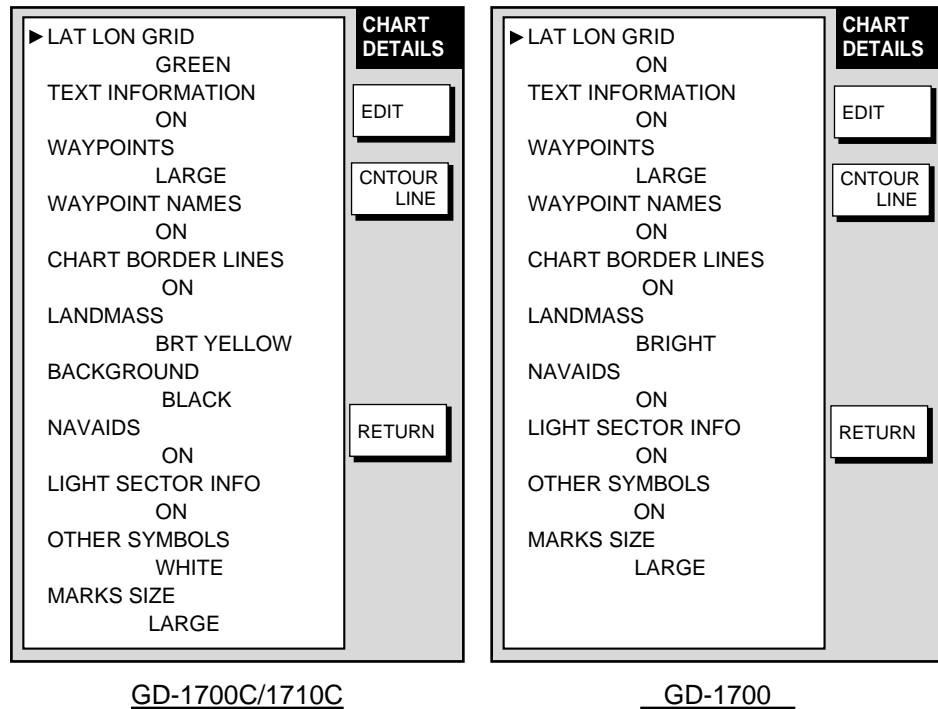 ►LAT LON GRID
GREEN
TEXT INFORMATION
ON
WAYPOINTS
LARGE
WAYPOINT NAMES
ON
CHART BORDER LINES
ON
LANDMASS
BRT YELLOW
BACKGROUND
BLACK
NAVAIDS
ON
LIGHT SECTOR INFO
ON
OTHER SYMBOLS
WHITE
MARKS SIZE
LARGE
CHART
DETAILS
EDIT
CNTOUR
LINE
RETURN
GD-1700C/1710C
►LAT LON GRID
ON
TEXT INFORMATION
ON
WAYPOINTS
LARGE
WAYPOINT NAMES
ON
CHART BORDER LINES
ON
LANDMASS
BRIGHT
NAVAIDS
ON
LIGHT SECTOR INFO
ON
OTHER SYMBOLS
ON
MARKS SIZE
LARGE
CHART
DETAILS
EDIT
CNTOUR
LINE
RETURN
GD-1700